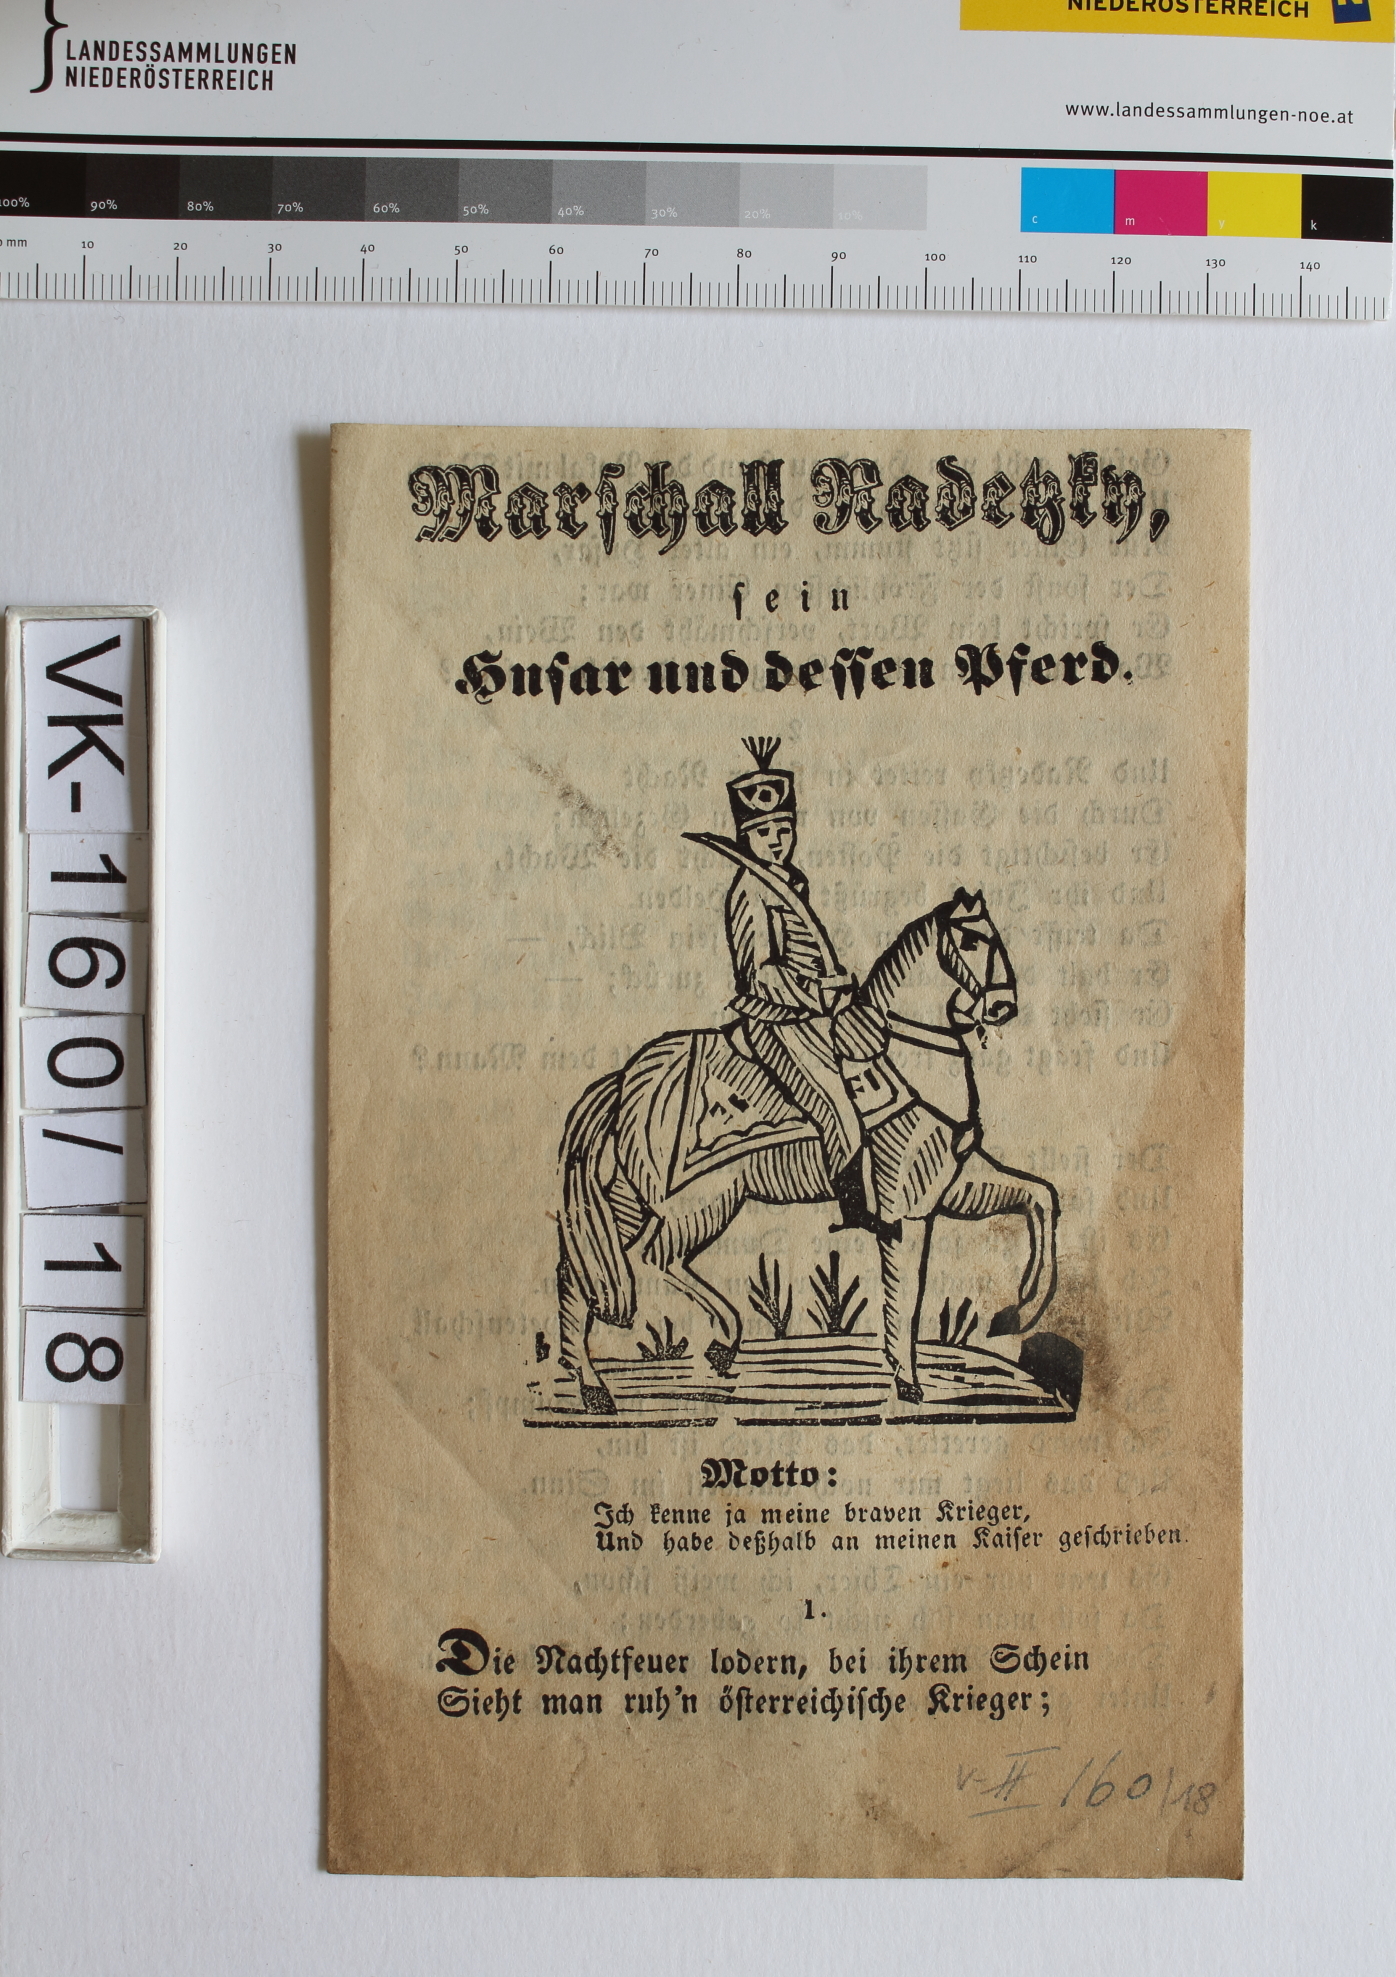 NIEDERÖSTERREICH
LANDESSAMMLUNGEN
NIEDERÖSTERREICH
www.landessammlungen-noe.at
100% 90% 80% 70% 60% 50% 40% 30% 20% 10% c m y k
0 mm 10 20 30 40 50 60 70 80 90 100 110 120 130 140
VK-160/18
Marſchall Radetzky,
ſein
Huſar und deſſen Pferd.
Motto:
Ich kenne ja meine braven Krieger,
Und habe deßhalb an meinen Kaiſer geſchrieben.
1.
Die Nachtfeuer lodern, bei ihrem Schein
Sieht man ruh'n öſterreichiſche Krieger;
V-II 160/18